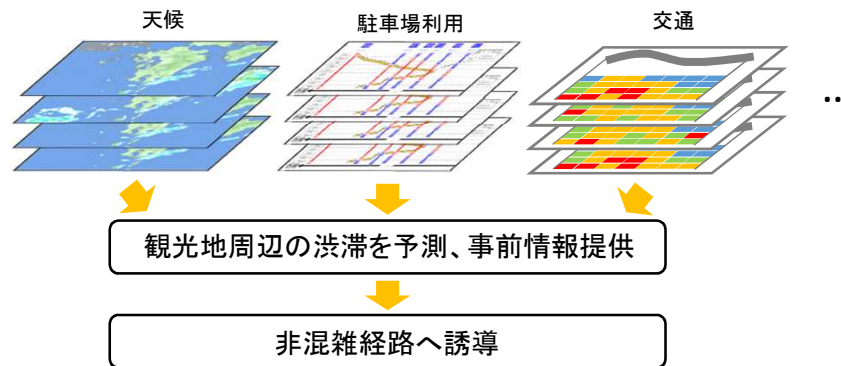 天候
駐車場利用
交通
‥
観光地周辺の渋滞を予測、事前情報提供
非混雑経路へ誘導